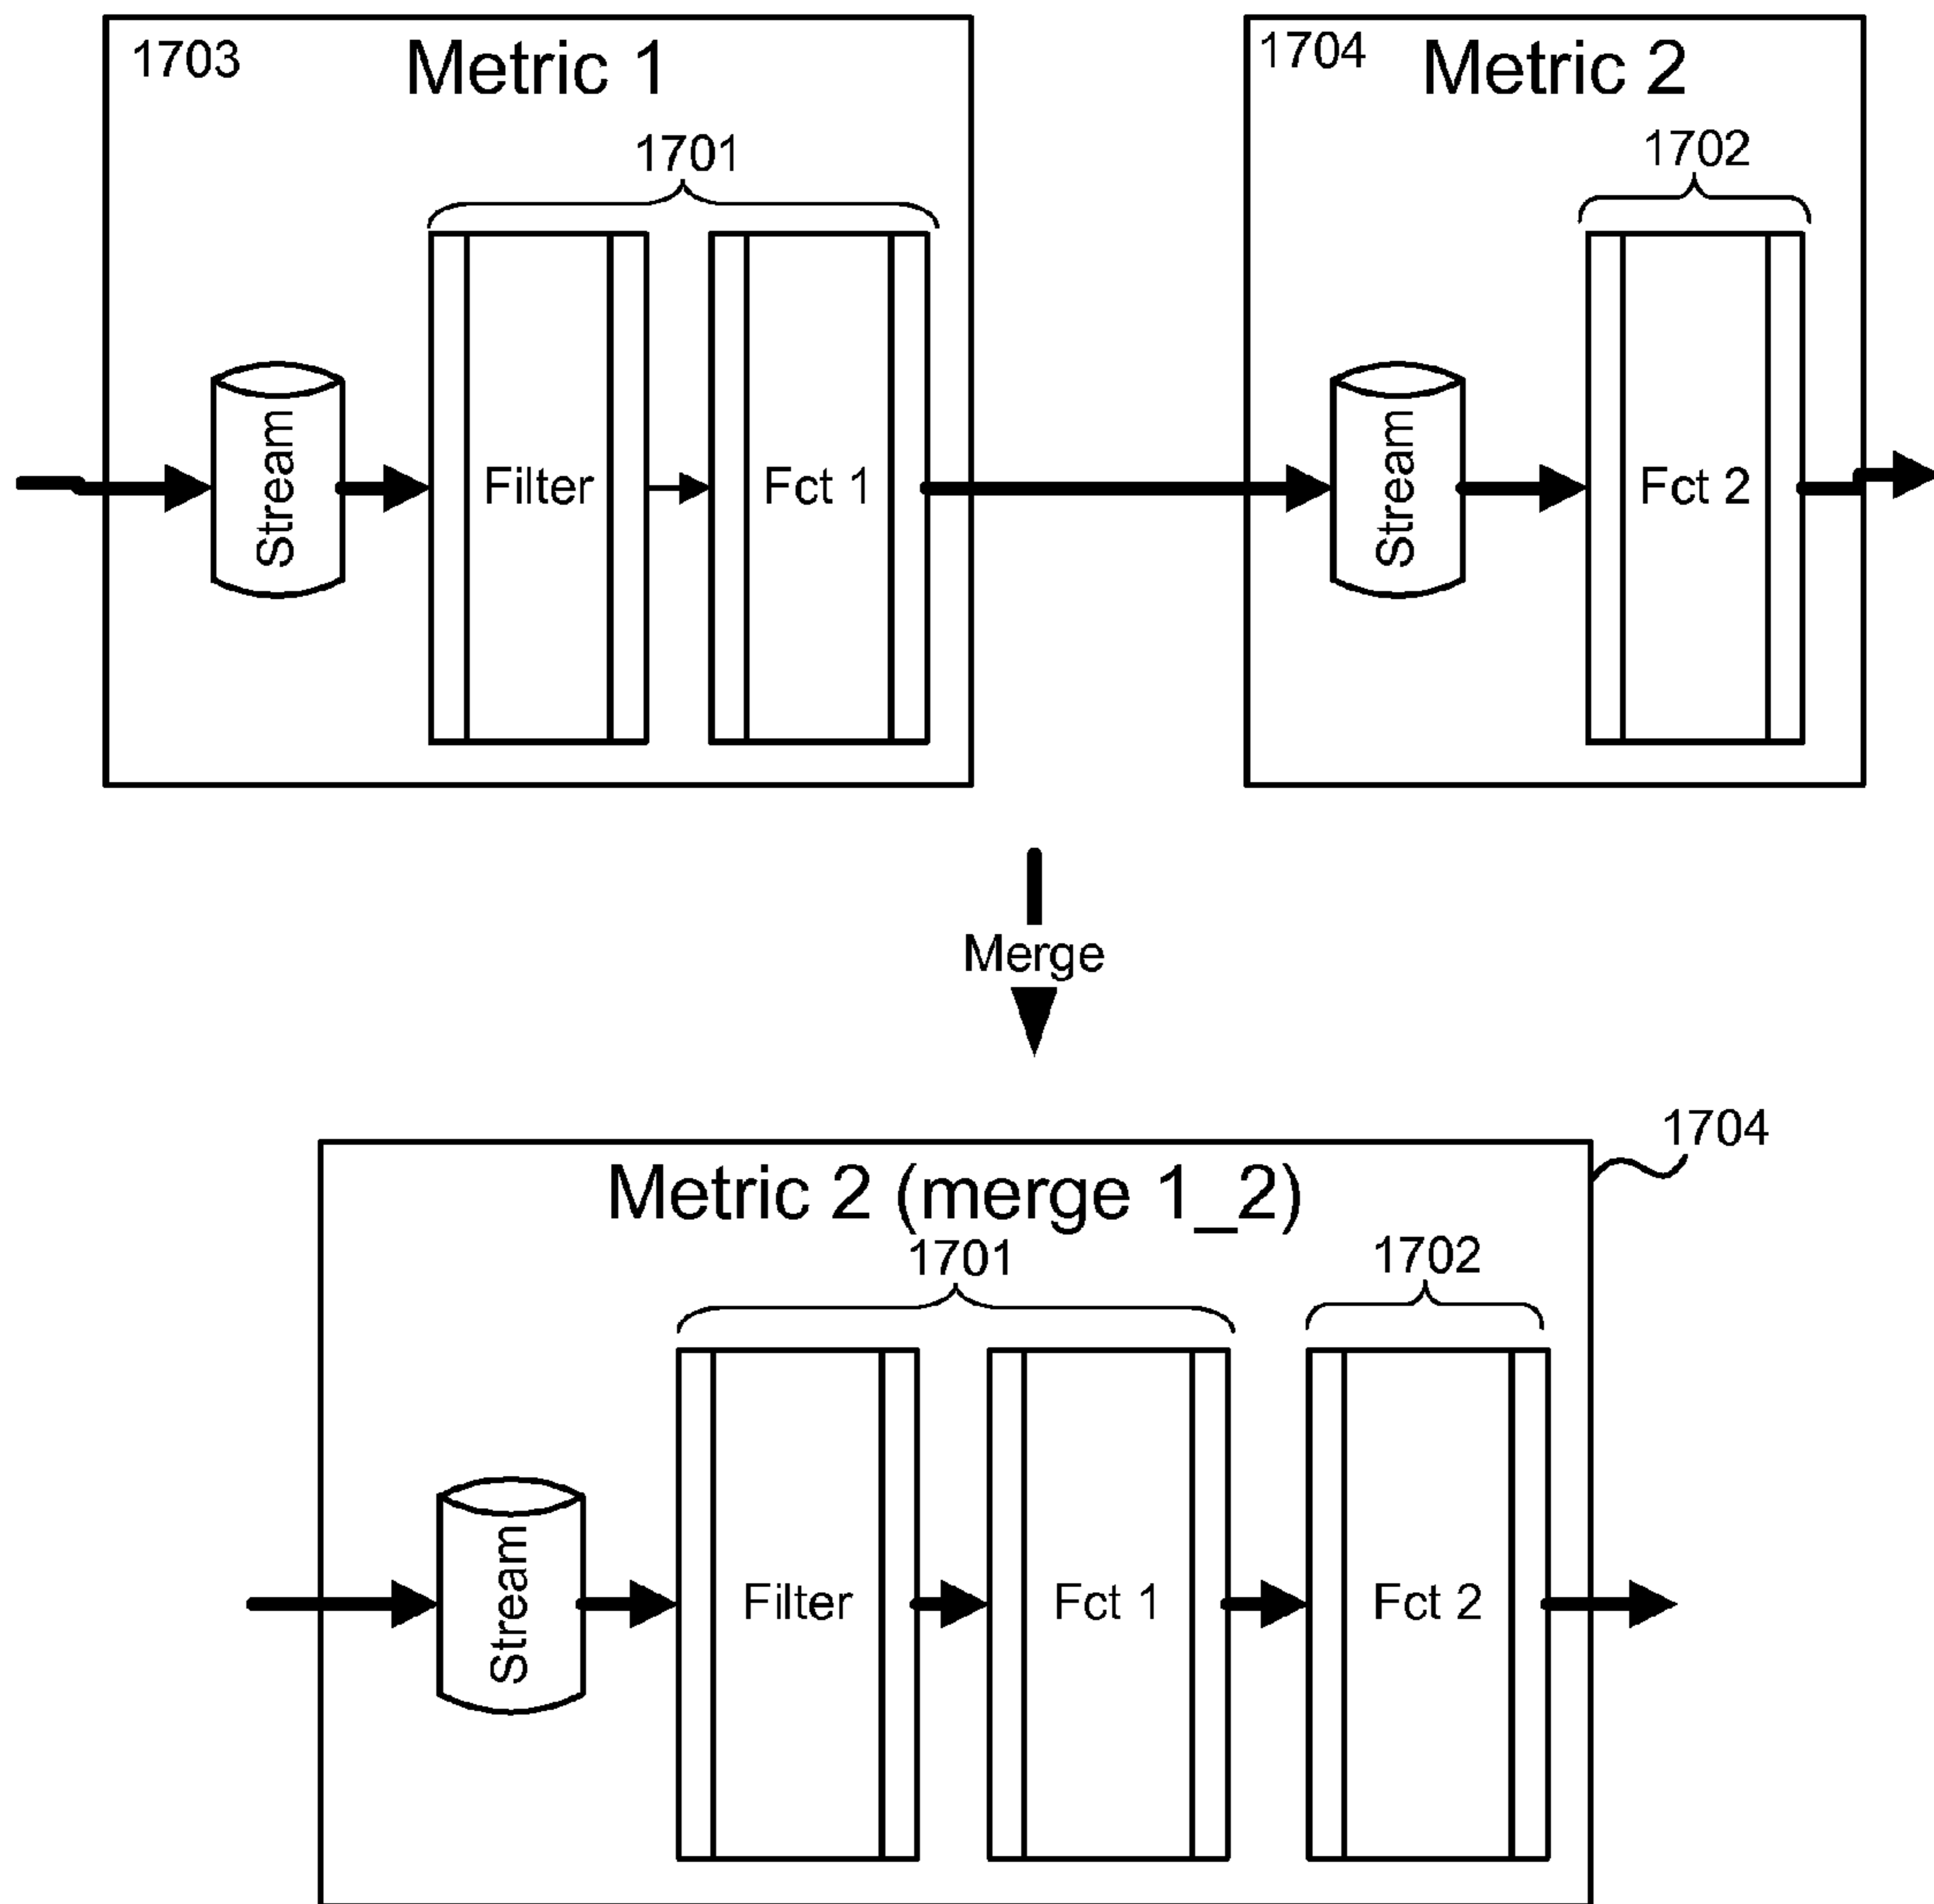 1703
Metric 1
1701
Stream
Filter
Fct 1
1704
Metric 2
1702
Stream
Fct 2
Merge
1704
Metric 2 (merge 1_2)
1701
1702
Stream
Filter
Fct 1
Fct 2